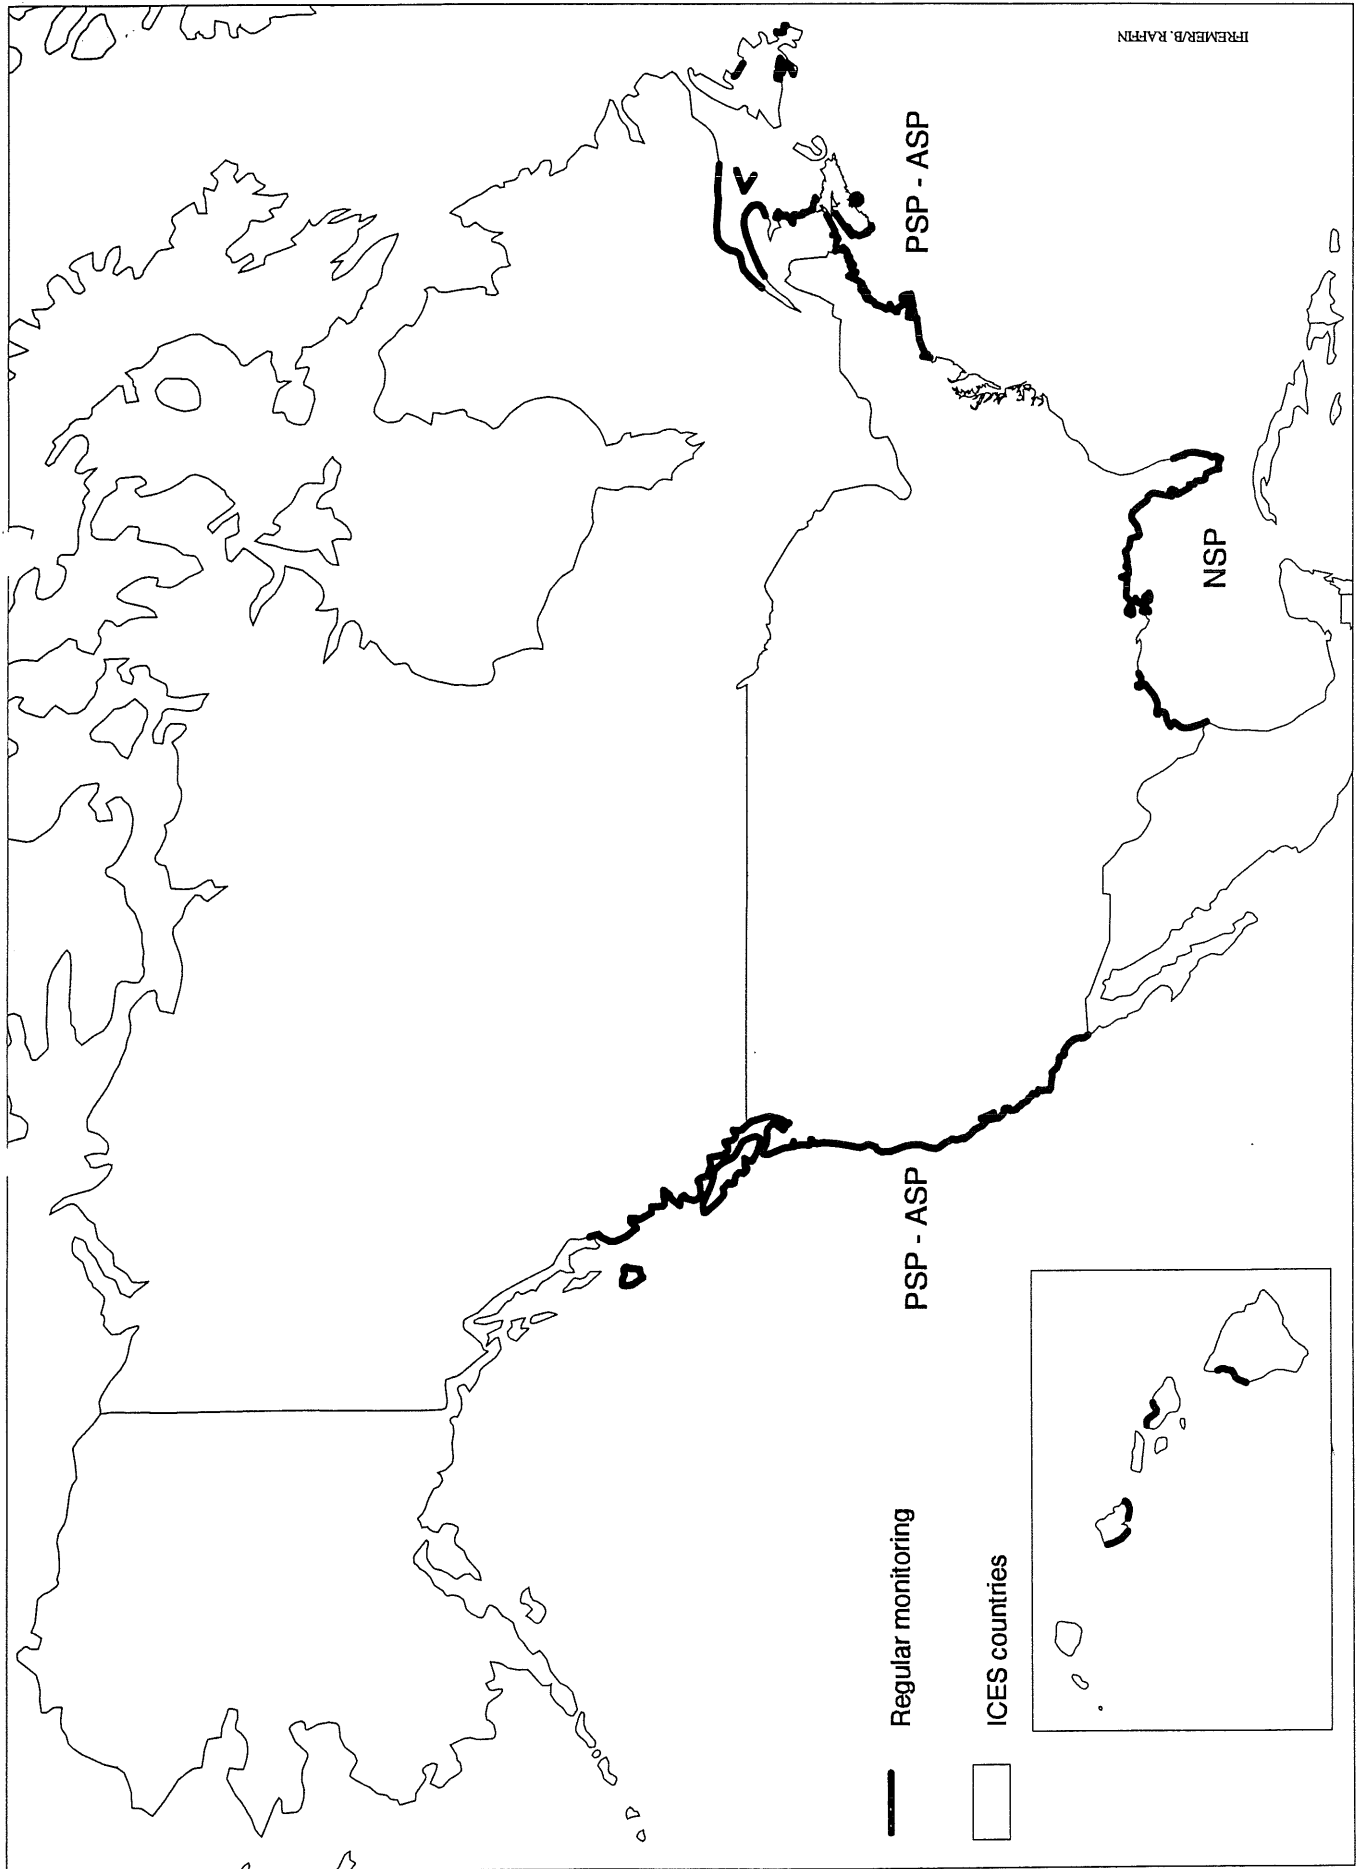 IFREMER/B. RAFFIN
PSP - ASP
NSP
PSP - ASP
Regular monitoring
ICES countries